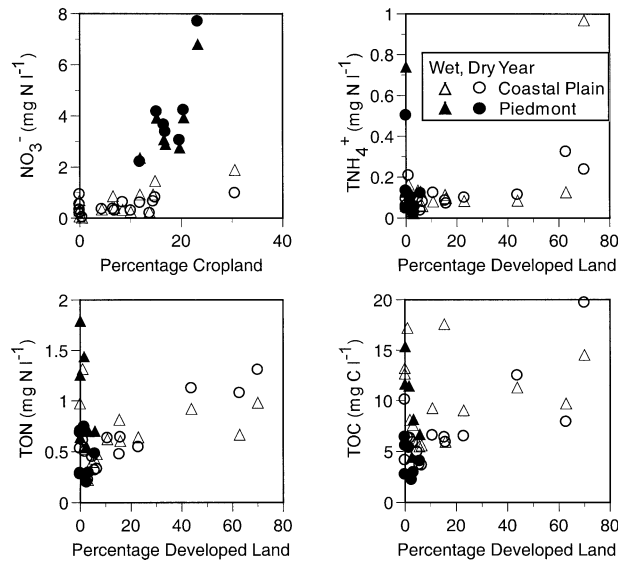 8
6
4
2
0
NO3⁻ (mg N l⁻¹)
0 20 40
Percentage Cropland
1
0.8
0.6
0.4
0.2
0
TNH4⁺ (mg N l⁻¹)
Wet, Dry Year
Coastal Plain
Piedmont
0 20 40 60 80
Percentage Developed Land
2
1.5
1
0.5
0
TON (mg N l⁻¹)
0 20 40 60 80
Percentage Developed Land
20
15
10
5
0
TOC (mg C l⁻¹)
0 20 40 60 80
Percentage Developed Land